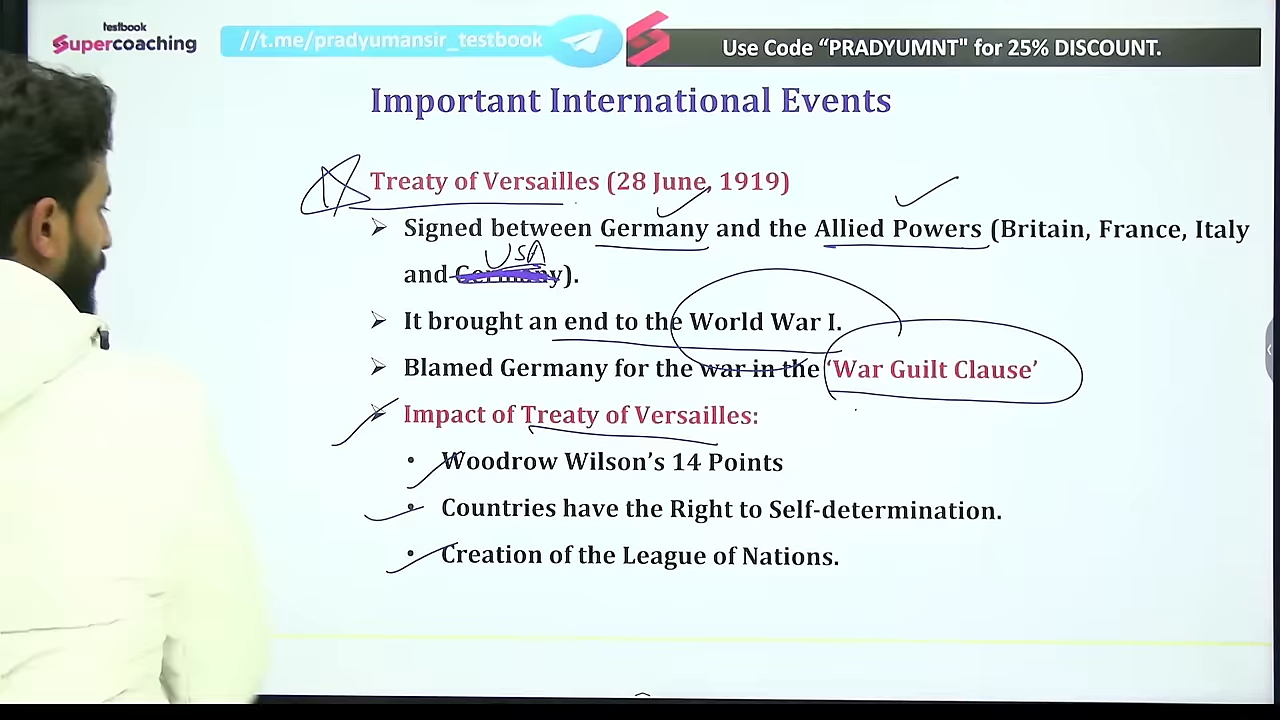 testbook
Supercoaching
//t.me/pradyumansir_testbook
Use Code “PRADYUMNT" for 25% DISCOUNT.
Important International Events
Treaty of Versailles (28 June, 1919)
➢ Signed between Germany and the Allied Powers (Britain, France, Italy
USA
and Germany).
➢ It brought an end to the World War I.
➢ Blamed Germany for the war in the ‘War Guilt Clause’
➢ Impact of Treaty of Versailles:
• Woodrow Wilson’s 14 Points
• Countries have the Right to Self-determination.
• Creation of the League of Nations.